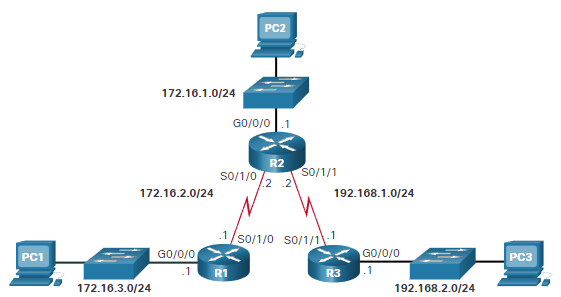 PC2
172.16.1.0/24
G0/0/0 .1
R2
S0/1/0 .2 .2 S0/1/1
172.16.2.0/24
192.168.1.0/24
.1 S0/1/0
S0/1/1 .1
PC1
G0/0/0
.1
R1
R3
G0/0/0
.1
PC3
172.16.3.0/24
192.168.2.0/24